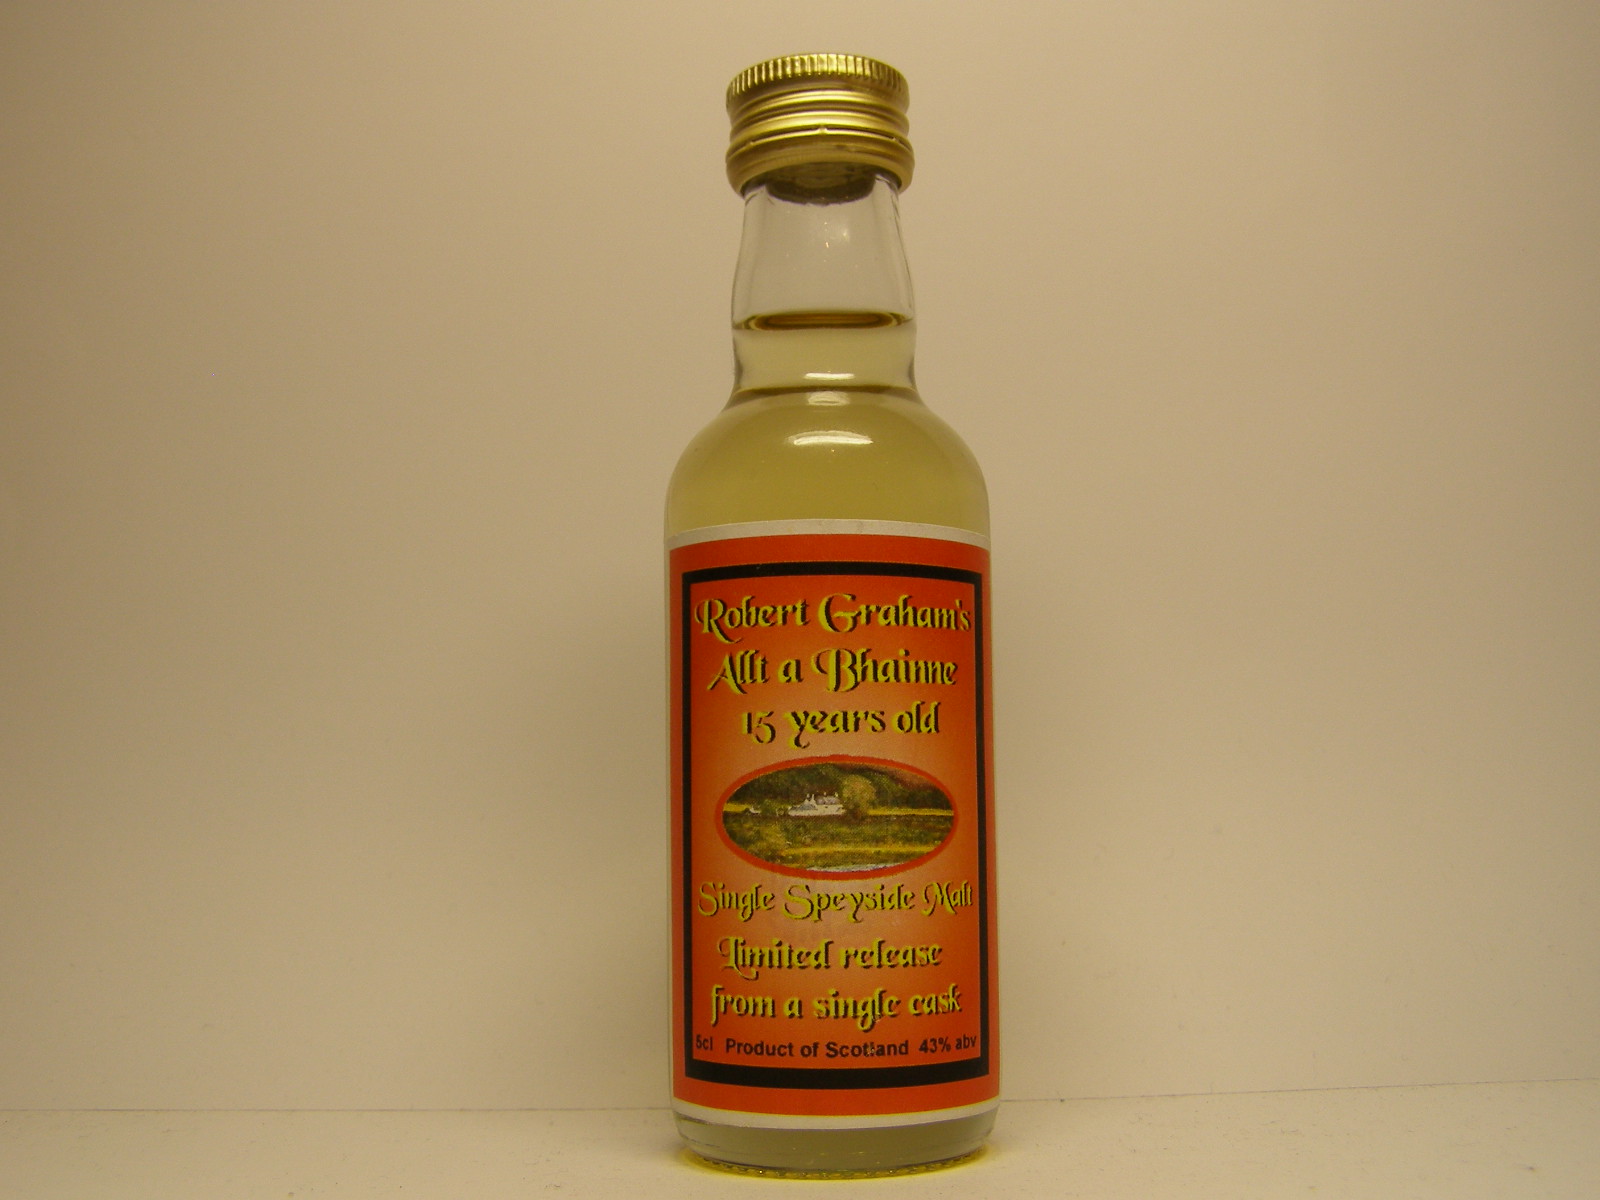 Robert Graham's
Allt a Bhainne
15 years old
Single Speyside Malt
Limited release
from a single cask
5cl Product of Scotland 43% abv